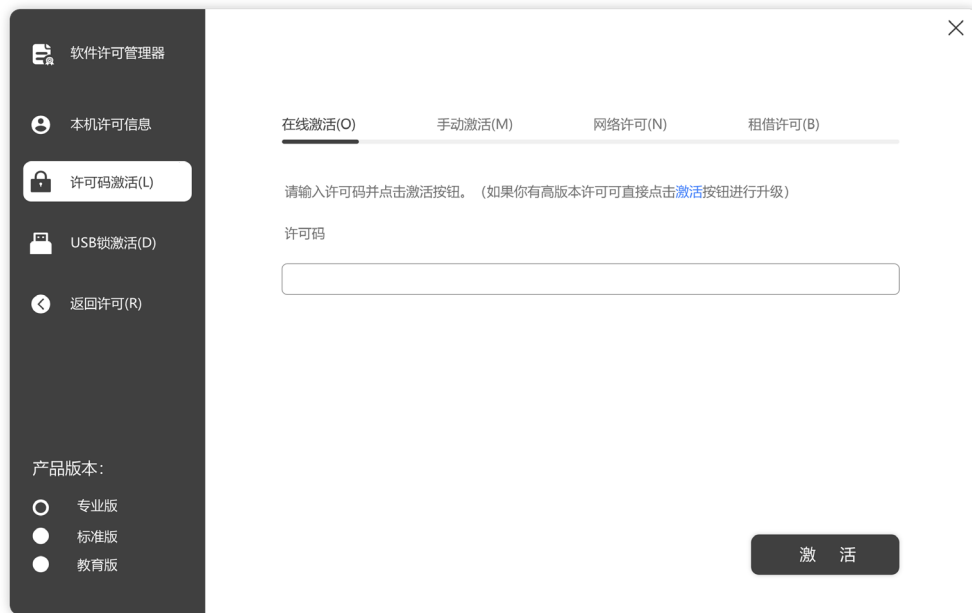 软件许可管理器
本机许可信息
许可码激活(L)
USB锁激活(D)
返回许可(R)
产品版本：
专业版
标准版
教育版
在线激活(O) 手动激活(M) 网络许可(N) 租借许可(B)
请输入许可码并点击激活按钮。（如果你有高版本许可可直接点击激活按钮进行升级）
许可码
激 活